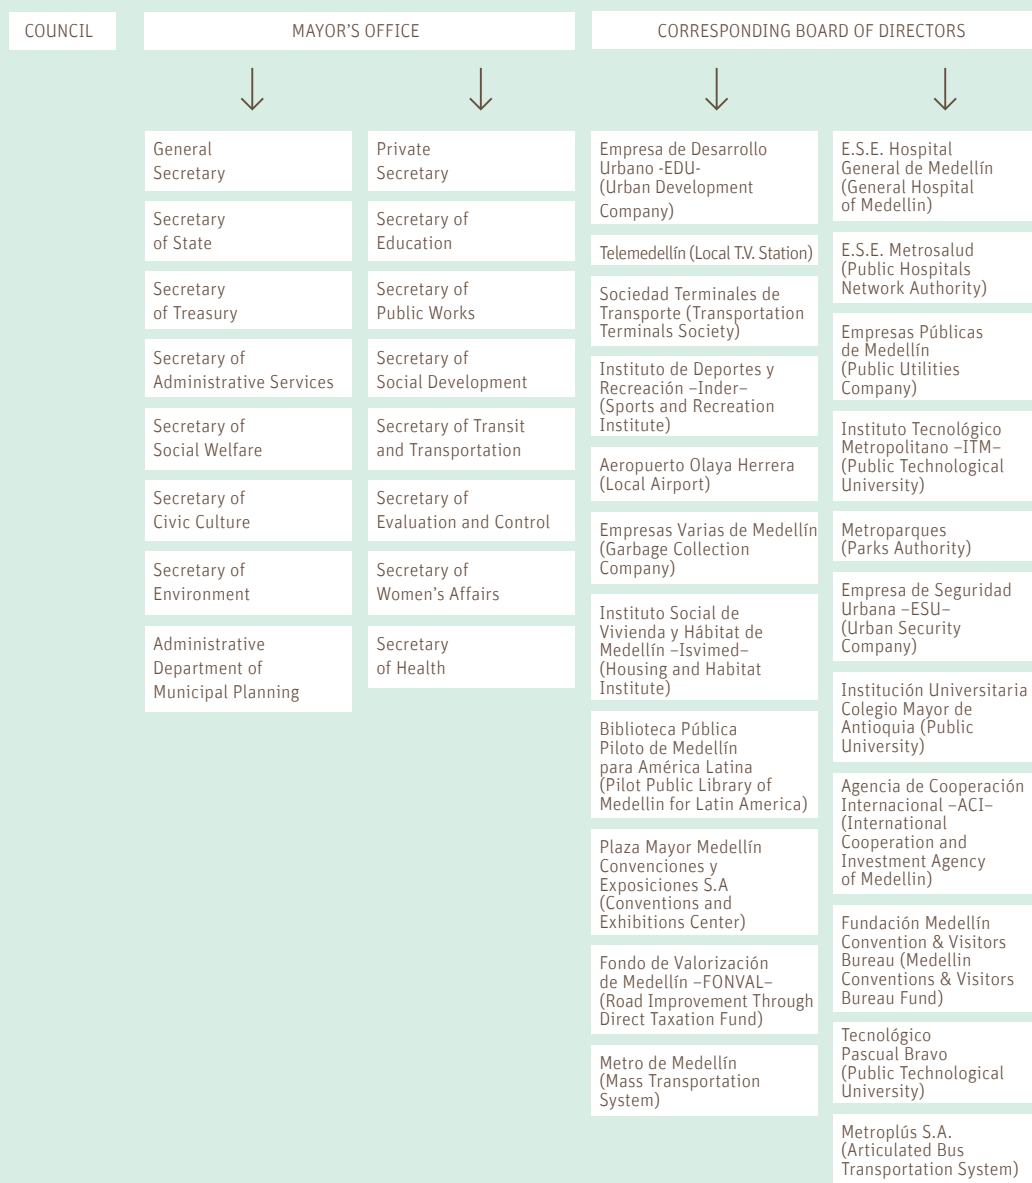 COUNCIL
MAYOR'S OFFICE
CORRESPONDING BOARD OF DIRECTORS
General
Secretary
Secretary
of State
Secretary
of Treasury
Secretary of
Administrative Services
Secretary of
Social Welfare
Secretary of
Civic Culture
Secretary of
Environment
Administrative
Department of
Municipal Planning
Private
Secretary
Secretary of
Education
Secretary of
Public Works
Secretary of
Social Development
Secretary of Transit
and Transportation
Secretary of
Evaluation and Control
Secretary of
Women's Affairs
Secretary
of Health
Empresa de Desarrollo
Urbano -EDU-
(Urban Development
Company)
Telemedellín (Local T.V. Station)
Sociedad Terminales de
Transporte (Transportation
Terminals Society)
Instituto de Deportes y
Recreación –Inder–
(Sports and Recreation
Institute)
Aeropuerto Olaya Herrera
(Local Airport)
Empresas Varias de Medellín
(Garbage Collection
Company)
Instituto Social de
Vivienda y Hábitat de
Medellín –Isvimed–
(Housing and Habitat
Institute)
Biblioteca Pública
Piloto de Medellín
para América Latina
(Pilot Public Library of
Medellin for Latin America)
Plaza Mayor Medellín
Convenciones y
Exposiciones S.A
(Conventions and
Exhibitions Center)
Fondo de Valorización
de Medellín –FONVAL–
(Road Improvement Through
Direct Taxation Fund)
Metro de Medellín
(Mass Transportation
System)
E.S.E. Hospital
General de Medellín
(General Hospital
of Medellin)
E.S.E. Metrosalud
(Public Hospitals
Network Authority)
Empresas Públicas
de Medellín
(Public Utilities
Company)
Instituto Tecnológico
Metropolitano –ITM–
(Public Technological
University)
Metroparques
(Parks Authority)
Empresa de Seguridad
Urbana –ESU–
(Urban Security
Company)
Institución Universitaria
Colegio Mayor de
Antioquia (Public
University)
Agencia de Cooperación
Internacional –ACI–
(International
Cooperation and
Investment Agency
of Medellin)
Fundación Medellín
Convention & Visitors
Bureau (Medellin
Conventions & Visitors
Bureau Fund)
Tecnológico
Pascual Bravo
(Public Technological
University)
Metroplús S.A.
(Articulated Bus
Transportation System)